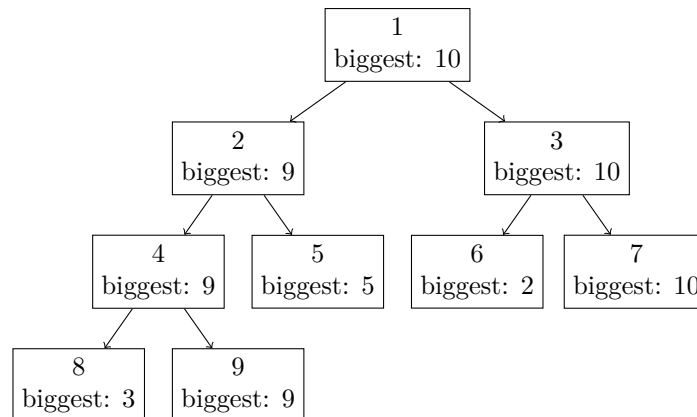 1
biggest: 10
2
biggest: 9
3
biggest: 10
4
biggest: 9
5
biggest: 5
6
biggest: 2
7
biggest: 10
8
biggest: 3
9
biggest: 9